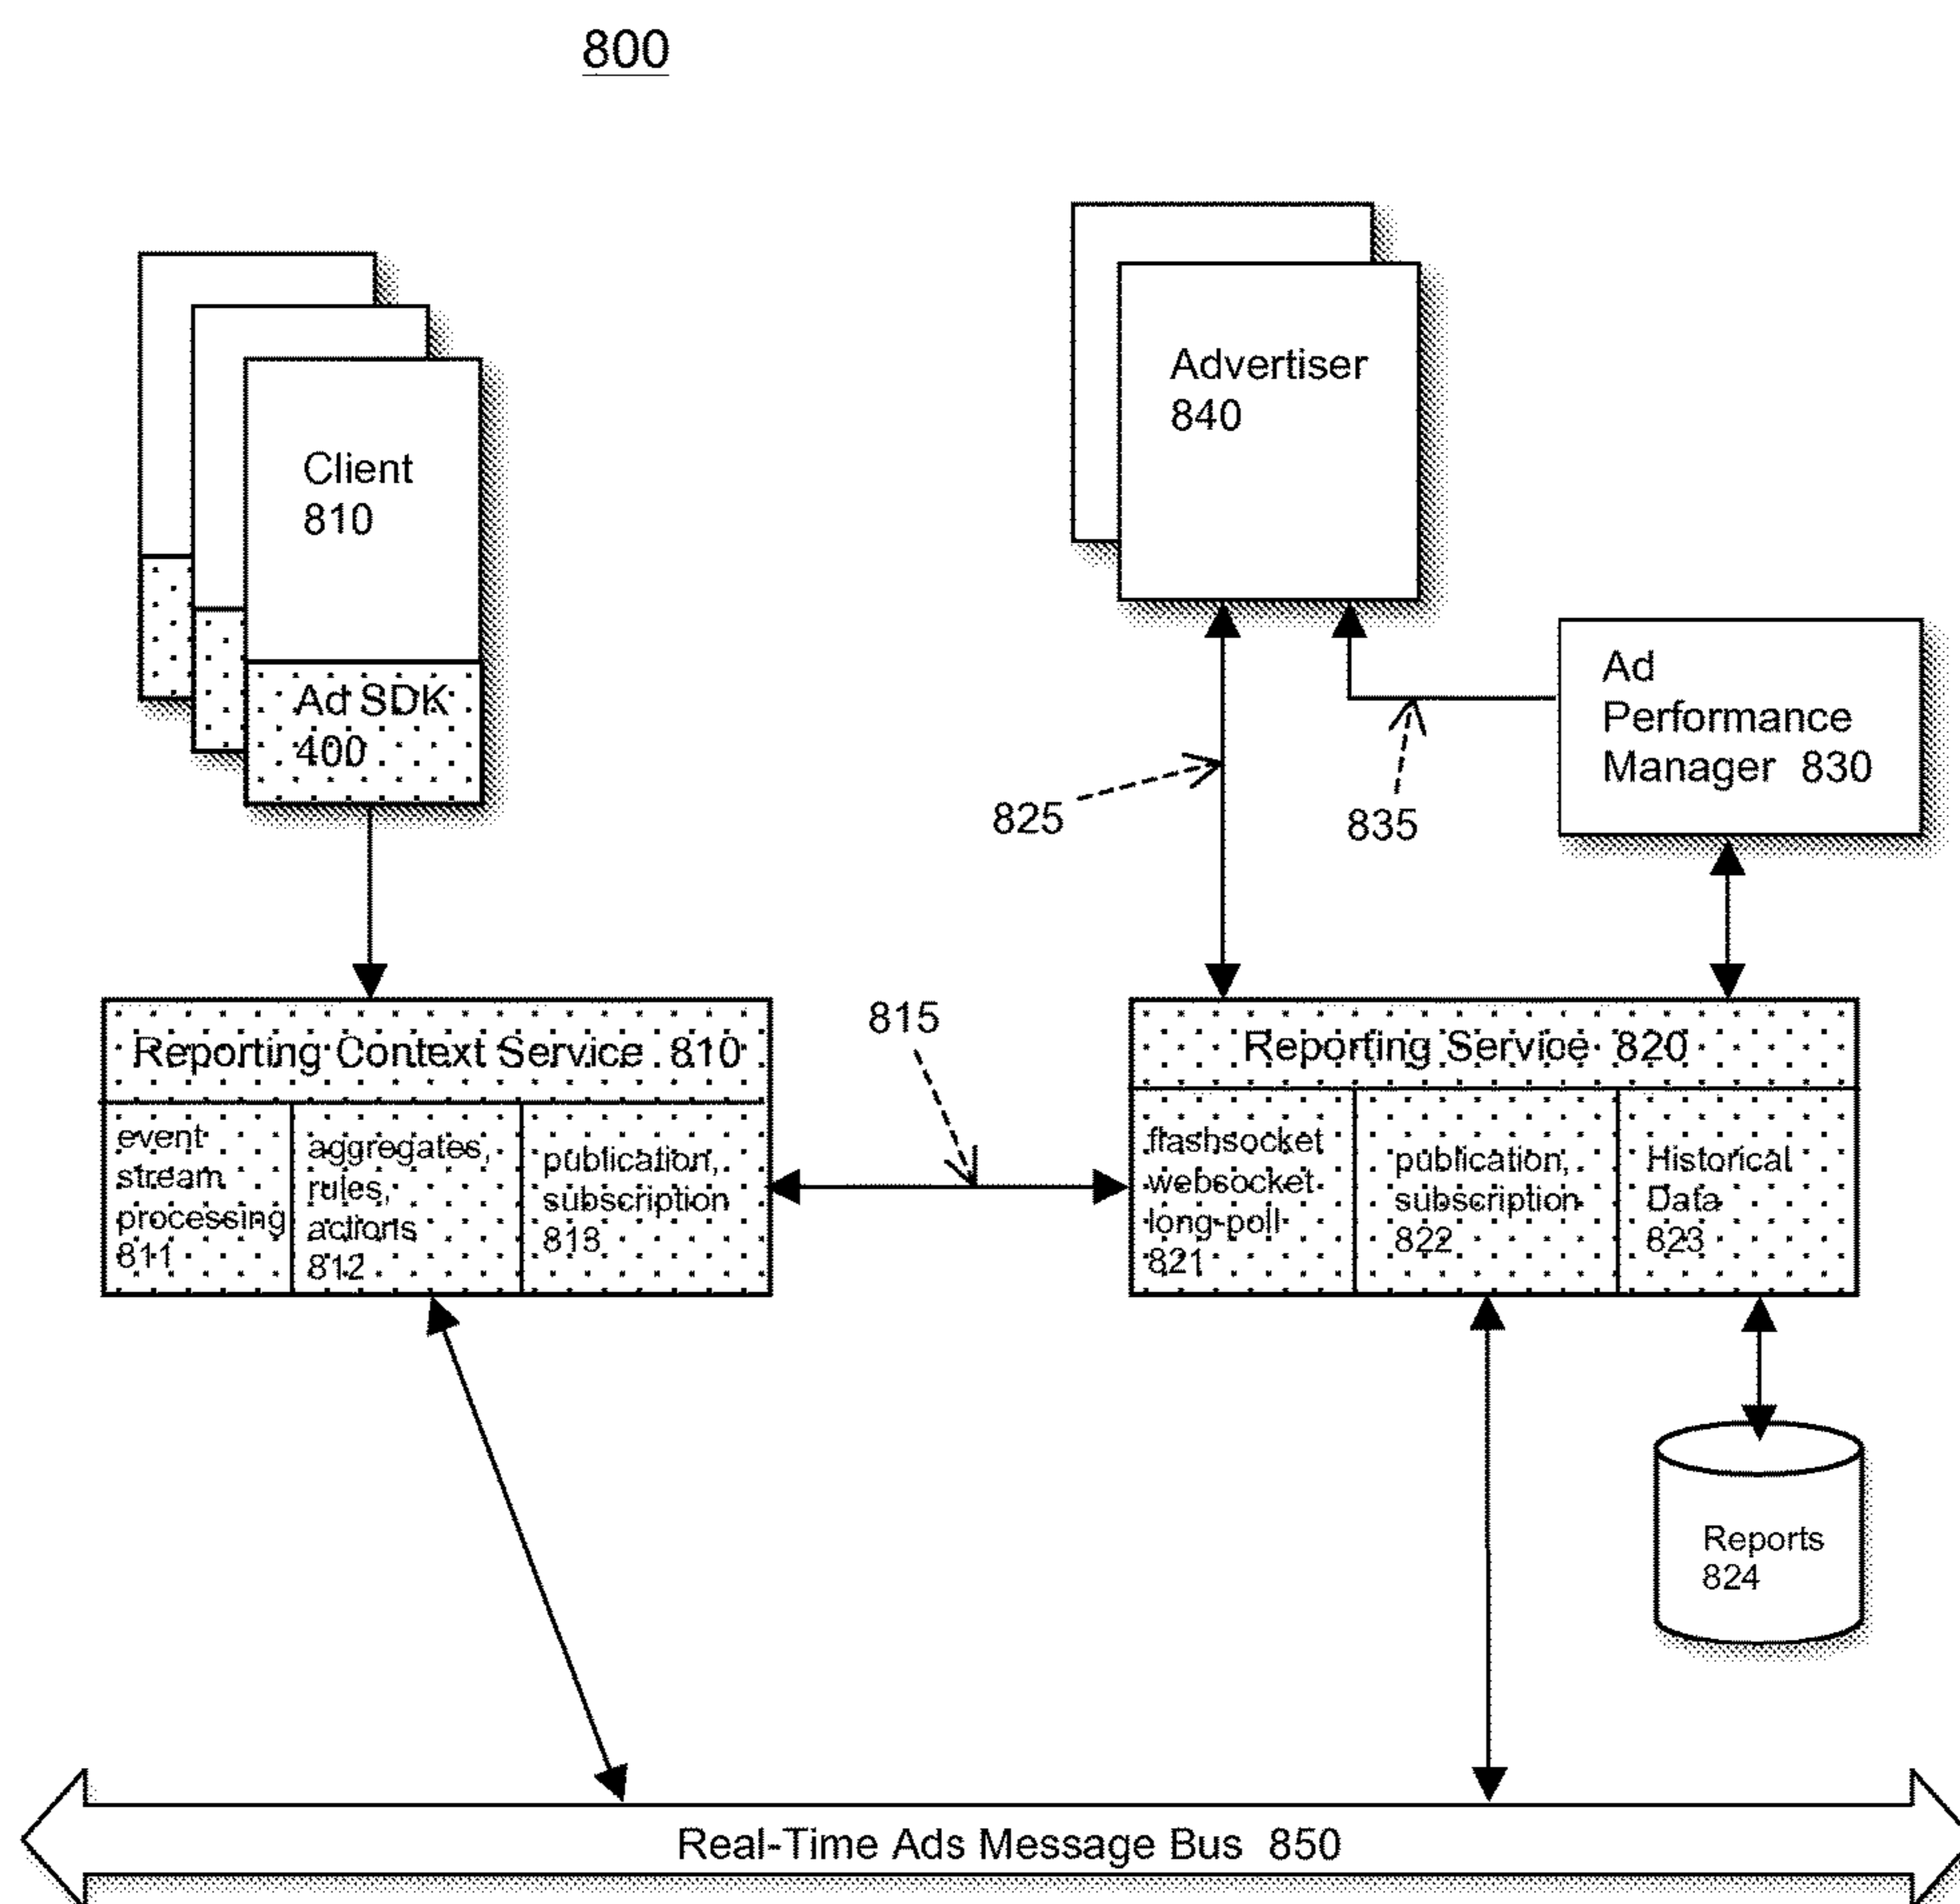 800
Client
810
Ad SDK
400
Advertiser
840
Ad
Performance
Manager 830
825
835
815
Reporting Context Service 810
event
stream
processing
811
aggregates,
rules,
actions
812
publication,
subscription
813
Reporting Service 820
flashsocket
websocket
long-poll
821
publication,
subscription
822
Historical
Data
823
Reports
824
Real-Time Ads Message Bus 850